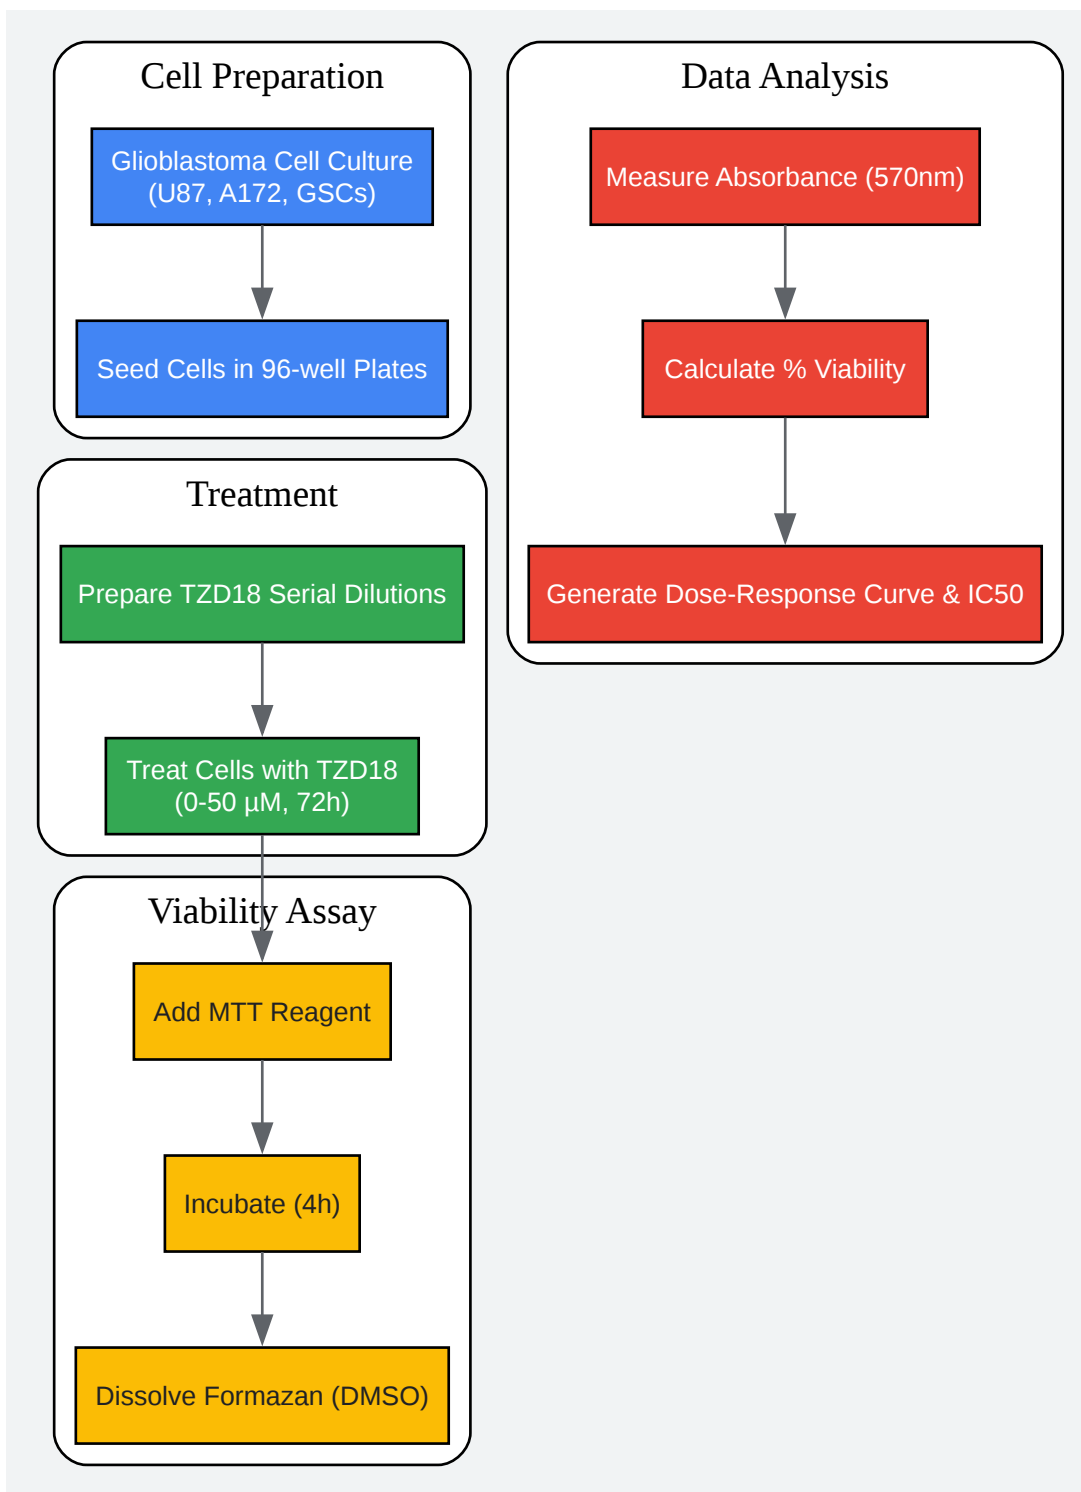 Cell Preparation
Glioblastoma Cell Culture
(U87, A172, GSCs)
Seed Cells in 96-well Plates
Treatment
Prepare TZD18 Serial Dilutions
Treat Cells with TZD18
(0-50 µM, 72h)
Viability Assay
Add MTT Reagent
Incubate (4h)
Dissolve Formazan (DMSO)
Data Analysis
Measure Absorbance (570nm)
Calculate % Viability
Generate Dose-Response Curve & IC50